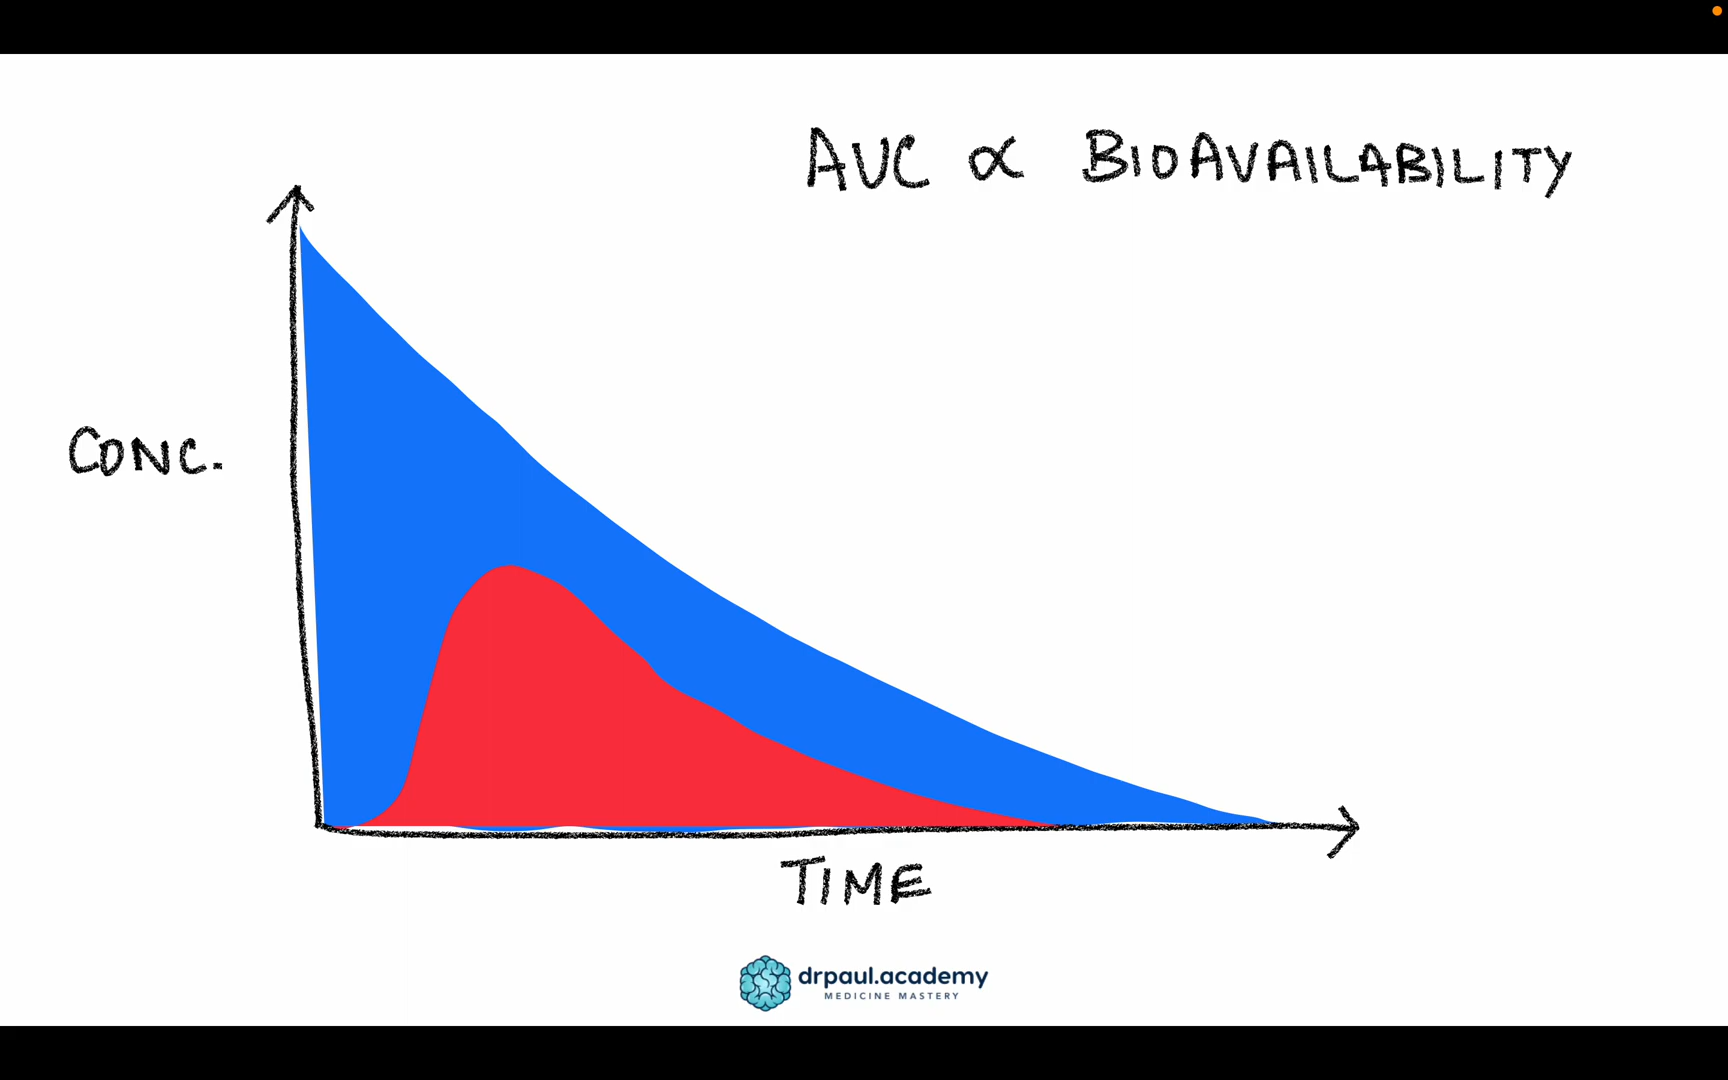 AUC ∝ BIOAVAILABILITY
CONC.
TIME
drpaul.academy
MEDICINE MASTERY